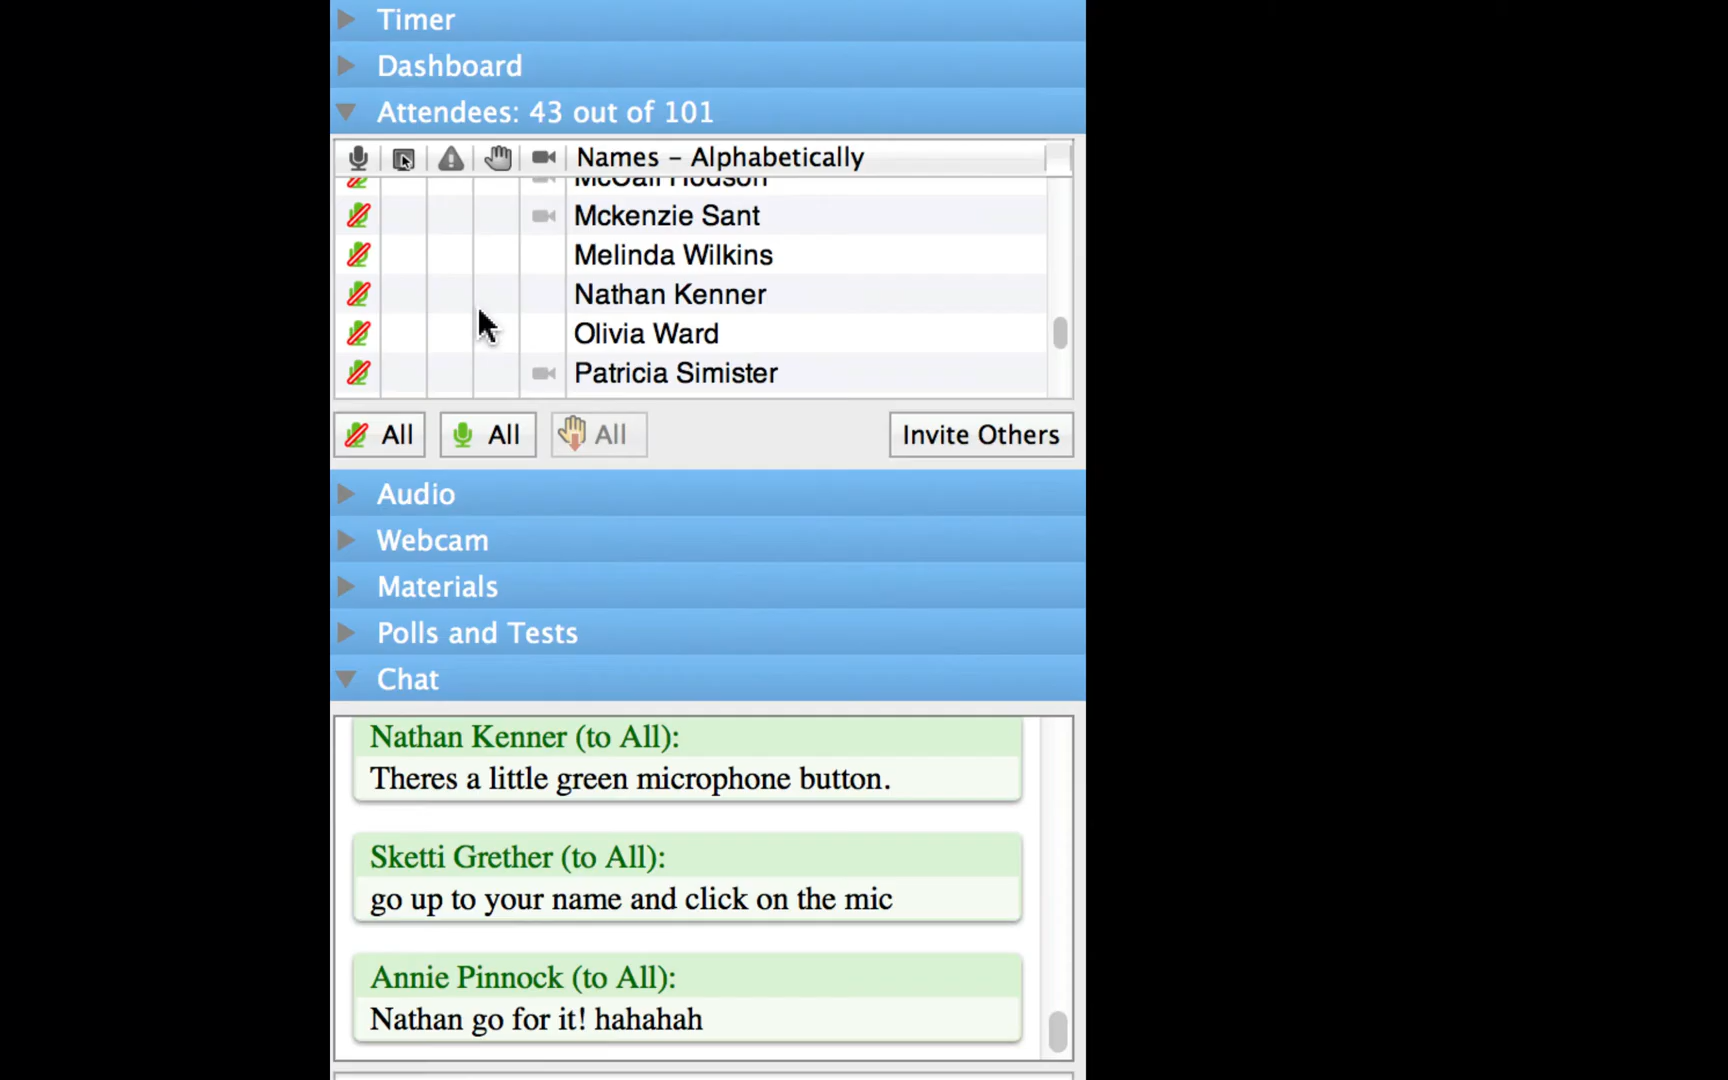 Timer
Dashboard
Attendees: 43 out of 101
Names – Alphabetically
Mckenzie Sant
Melinda Wilkins
Nathan Kenner
Olivia Ward
Patricia Simister
All
All
All
Invite Others
Audio
Webcam
Materials
Polls and Tests
Chat
Nathan Kenner (to All):
Theres a little green microphone button.
Sketti Grether (to All):
go up to your name and click on the mic
Annie Pinnock (to All):
Nathan go for it! hahahah